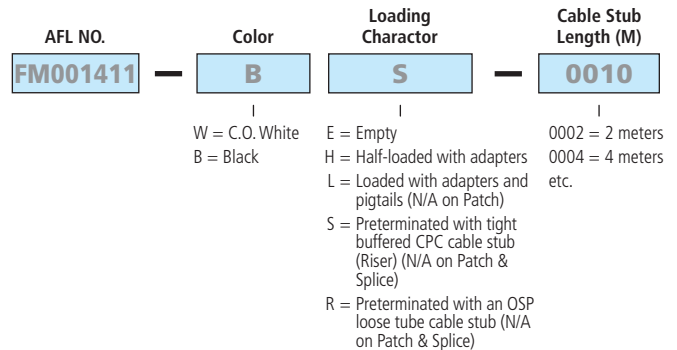 AFL NO.
Color
Loading
Charactor
Cable Stub
Length (M)
FM001411 — B S — 0010
W = C.O. White
B = Black
E = Empty
H = Half-loaded with adapters
L = Loaded with adapters and
pigtails (N/A on Patch)
S = Preterminated with tight
buffered CPC cable stub
(Riser) (N/A on Patch &
Splice)
R = Preterminated with an OSP
loose tube cable stub (N/A
on Patch & Splice)
0002 = 2 meters
0004 = 4 meters
etc.